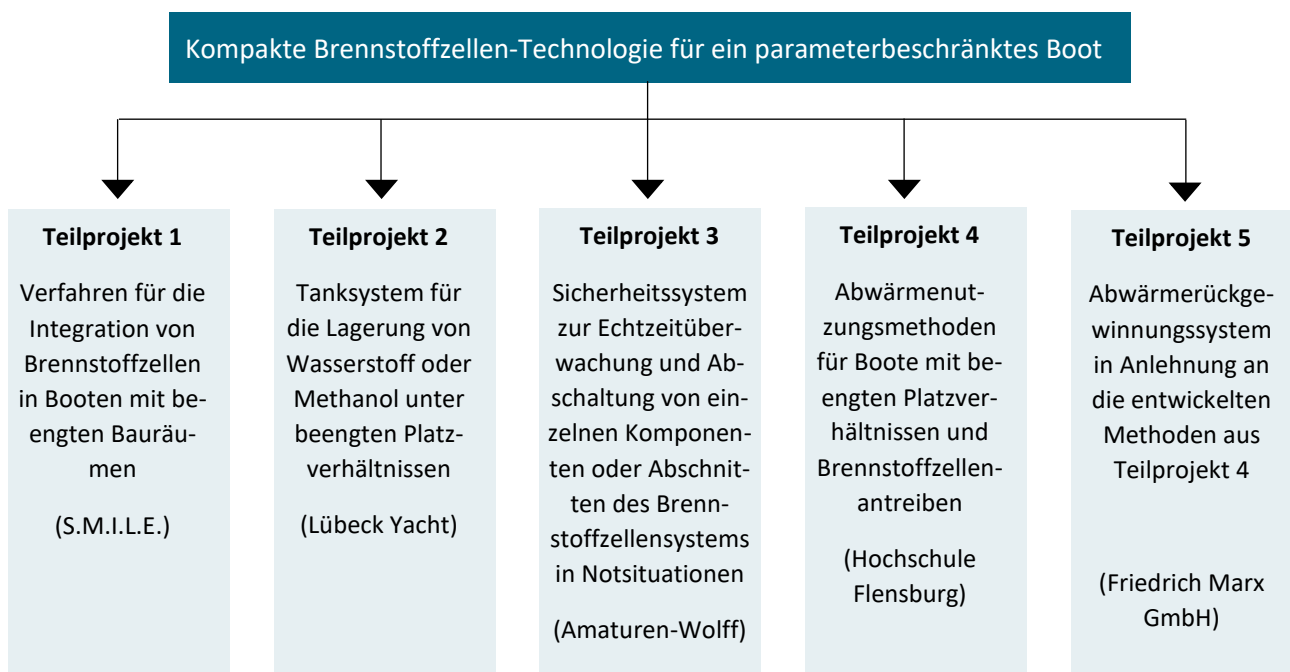 Kompakte Brennstoffzellen-Technologie für ein parameterbeschränktes Boot
Teilprojekt 1
Verfahren für die
Integration von
Brennstoffzellen
in Booten mit be-
engten Bauräu-
men
(S.M.I.L.E.)
Teilprojekt 2
Tanksystem für
die Lagerung von
Wasserstoff oder
Methanol unter
beengten Platz-
verhältnissen
(Lübeck Yacht)
Teilprojekt 3
Sicherheitssystem
zur Echtzeitüber-
wachung und Ab-
schaltung von ein-
zelnen Komponen-
ten oder Abschnit-
ten des Brenn-
stoffzellensystems
in Notsituationen
(Amaturen-Wolff)
Teilprojekt 4
Abwärmenut-
zungsmethoden
für Boote mit be-
engten Platzver-
hältnissen und
Brennstoffzellen-
antreiben
(Hochschule
Flensburg)
Teilprojekt 5
Abwärmerückge-
winnungssystem
in Anlehnung an
die entwickelten
Methoden aus
Teilprojekt 4
(Friedrich Marx
GmbH)